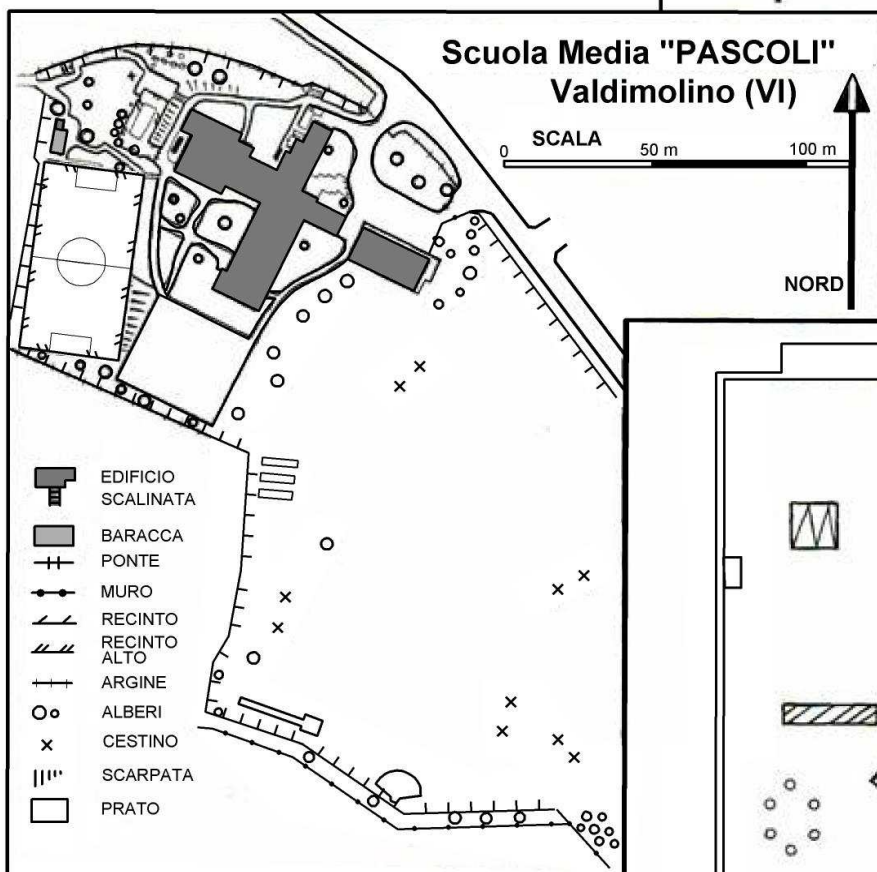 Scuola Media "PASCOLI"
Valdimolino (VI)
SCALA
0 50 m 100 m
NORD
EDIFICIO
SCALINATA
BARACCA
PONTE
MURO
RECINTO
RECINTO
ALTO
ARGINE
ALBERI
CESTINO
SCARPATA
PRATO